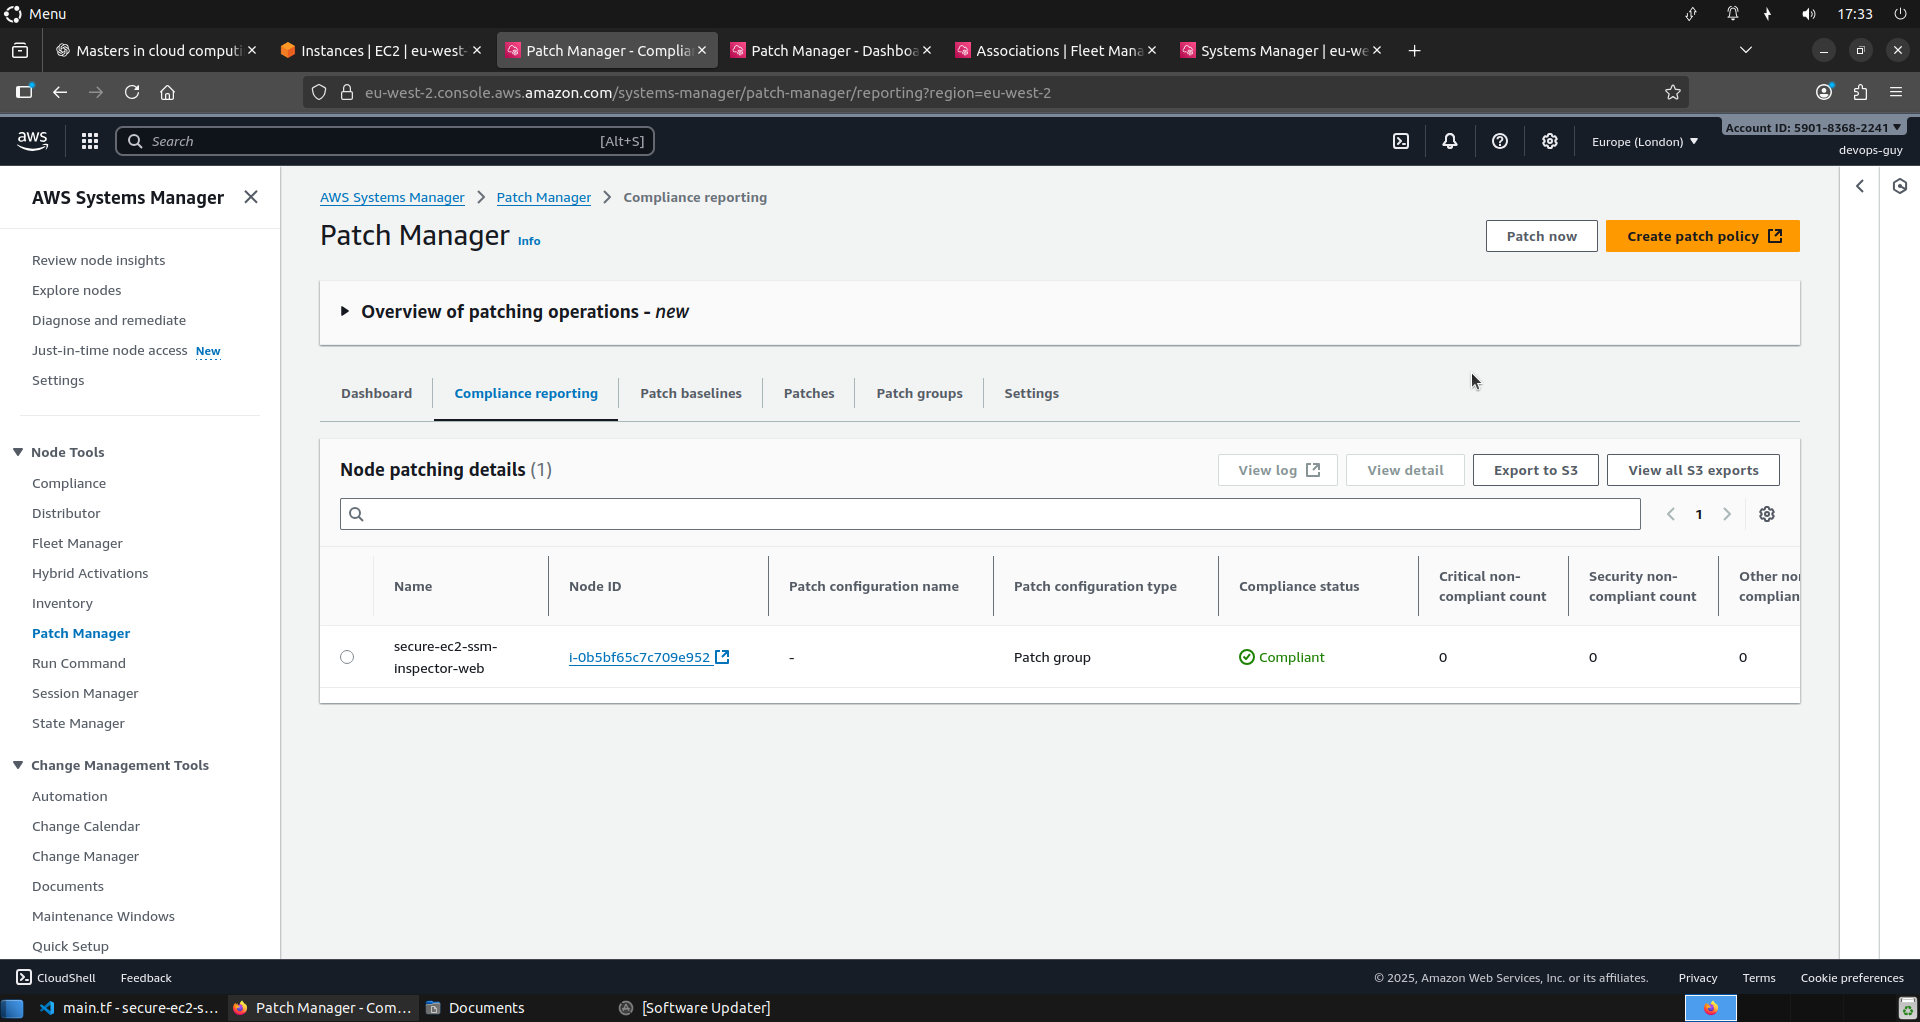 Menu
17:33
Masters in cloud computi
Instances | EC2 | eu-west-
Patch Manager - Complia
Patch Manager - Dashboa
Associations | Fleet Mana
Systems Manager | eu-we
eu-west-2.console.aws.amazon.com/systems-manager/patch-manager/reporting?region=eu-west-2
aws
Search
[Alt+S]
Europe (London)
Account ID: 5901-8368-2241
devops-guy
AWS Systems Manager
Review node insights
Explore nodes
Diagnose and remediate
Just-in-time node access New
Settings
Node Tools
Compliance
Distributor
Fleet Manager
Hybrid Activations
Inventory
Patch Manager
Run Command
Session Manager
State Manager
Change Management Tools
Automation
Change Calendar
Change Manager
Documents
Maintenance Windows
Quick Setup
AWS Systems Manager
Patch Manager
Compliance reporting
Patch Manager Info
Patch now
Create patch policy
Overview of patching operations - new
Dashboard
Compliance reporting
Patch baselines
Patches
Patch groups
Settings
Node patching details (1)
View log
View detail
Export to S3
View all S3 exports
1
Name
Node ID
Patch configuration name
Patch configuration type
Compliance status
Critical non-
compliant count
Security non-
compliant count
Other no
complian
secure-ec2-ssm-
inspector-web
i-0b5bf65c7c709e952
-
Patch group
Compliant
0
0
0
CloudShell
Feedback
© 2025, Amazon Web Services, Inc. or its affiliates.
Privacy
Terms
Cookie preferences
main.tf - secure-ec2-s...
Patch Manager - Com...
Documents
[Software Updater]